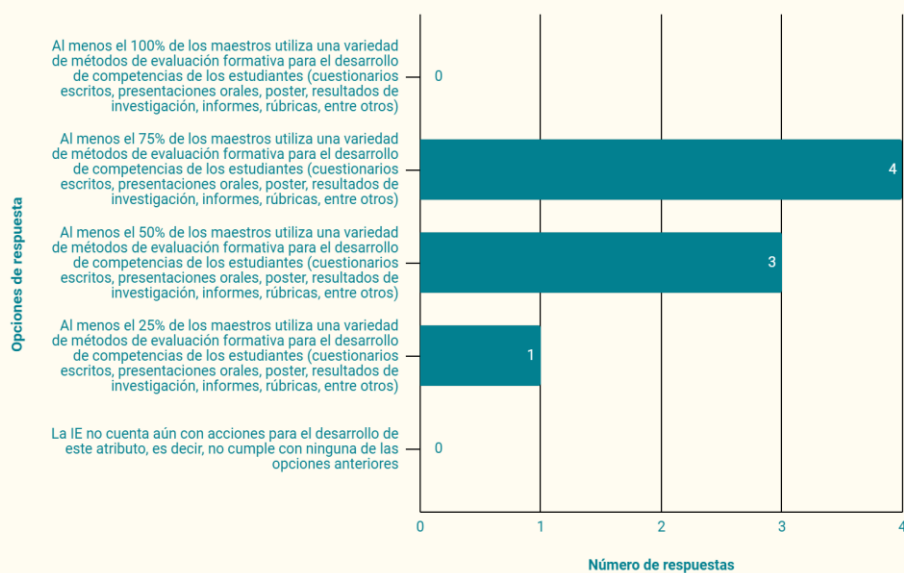 Al menos el 100% de los maestros utiliza una variedad
de métodos de evaluación formativa para el desarrollo
de competencias de los estudiantes (cuestionarios
escritos, presentaciones orales, poster, resultados de
investigación, informes, rúbricas, entre otros)
0
Al menos el 75% de los maestros utiliza una variedad
de métodos de evaluación formativa para el desarrollo
de competencias de los estudiantes (cuestionarios
escritos, presentaciones orales, poster, resultados de
investigación, informes, rúbricas, entre otros)
4
Al menos el 50% de los maestros utiliza una variedad
de métodos de evaluación formativa para el desarrollo
de competencias de los estudiantes (cuestionarios
escritos, presentaciones orales, poster, resultados de
investigación, informes, rúbricas, entre otros)
3
Al menos el 25% de los maestros utiliza una variedad
de métodos de evaluación formativa para el desarrollo
de competencias de los estudiantes (cuestionarios
escritos, presentaciones orales, poster, resultados de
investigación, informes, rúbricas, entre otros)
1
La IE no cuenta aún con acciones para el desarrollo de
este atributo, es decir, no cumple con ninguna de las
opciones anteriores
0
Opciones de respuesta
0 1 2 3 4
Número de respuestas